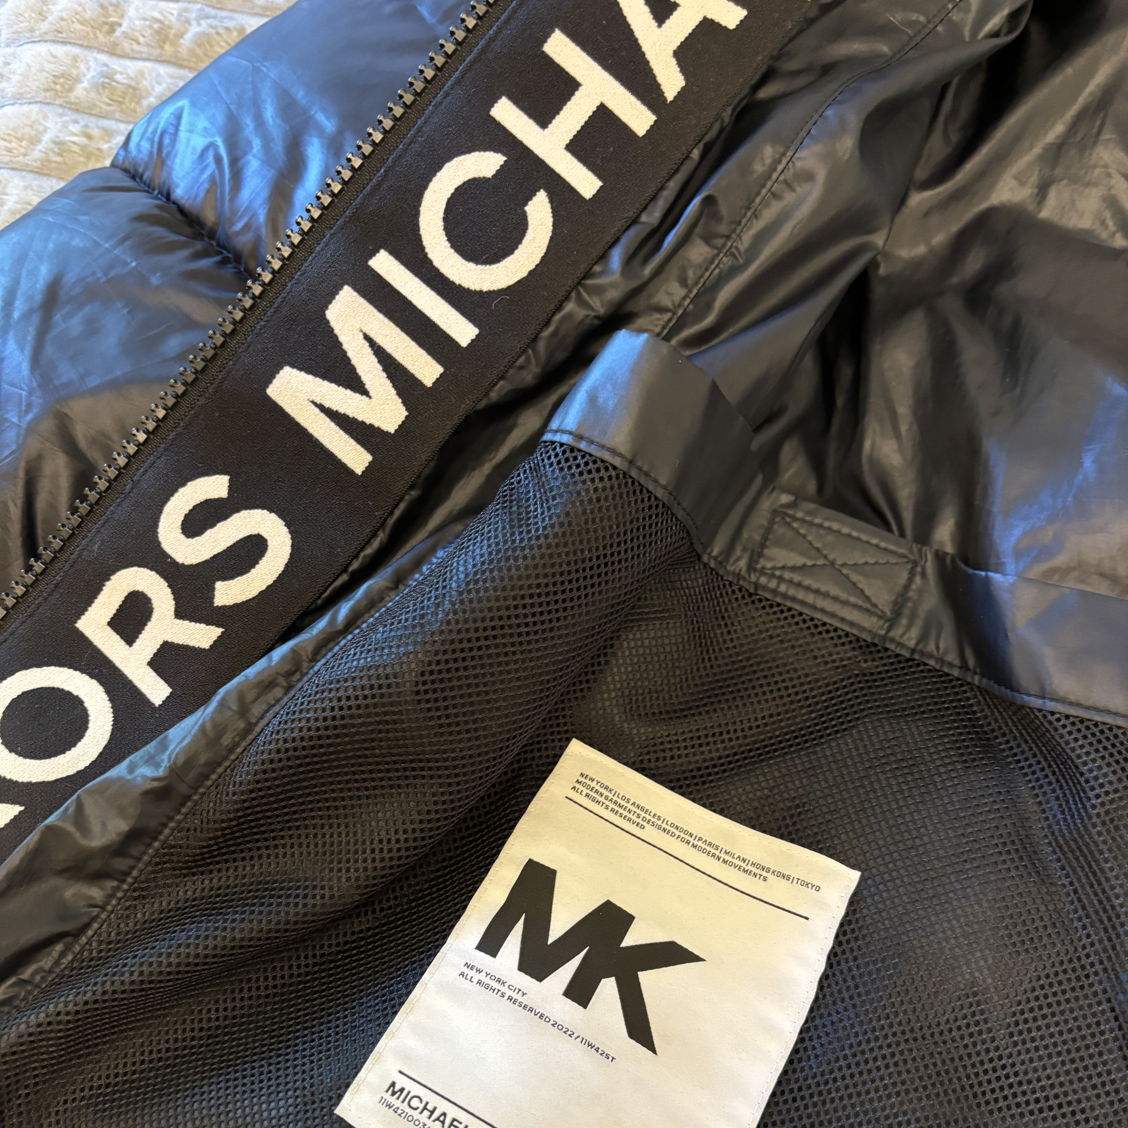 MICHA
KORS
NEW YORK | LOS ANGELES | LONDON | PARIS | MILAN | HONG KONG | TOKYO
MODERN GARMENTS DESIGNED FOR MODERN MOVEMENTS
ALL RIGHTS RESERVED
MK
NEW YORK CITY
ALL RIGHTS RESERVED 2022 / 11W42ST
MICHAEL